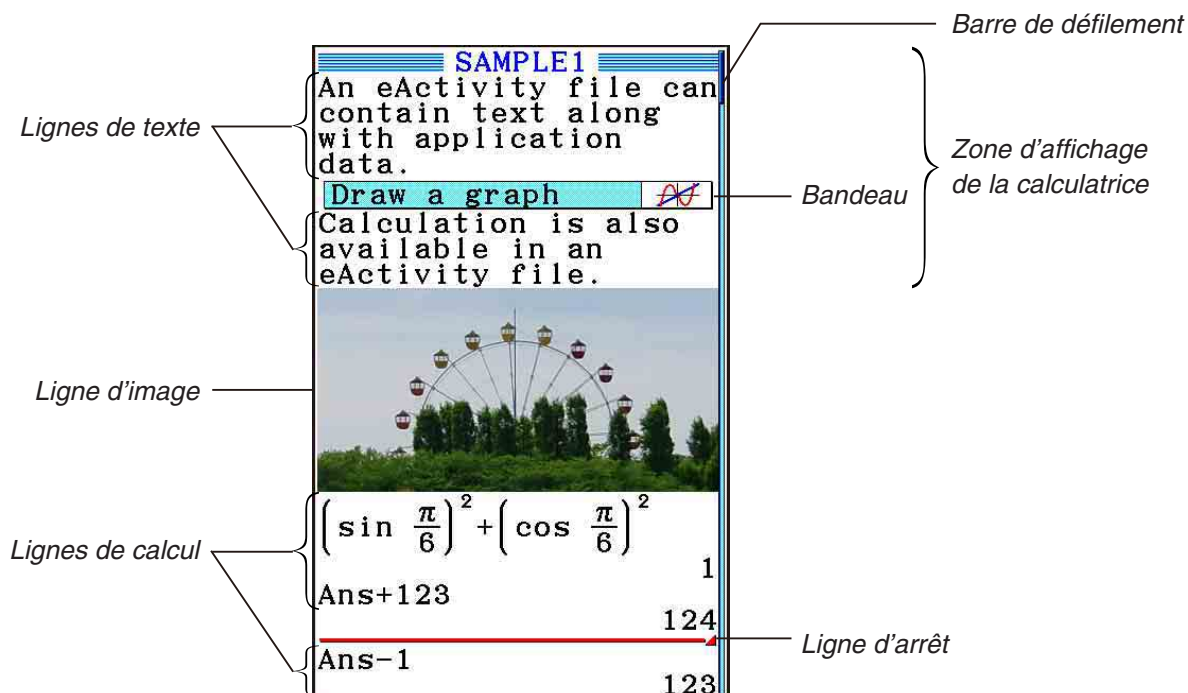 Barre de défilement
SAMPLE1
An eActivity file can
contain text along
with application
data.
Lignes de texte
Zone d'affichage
de la calculatrice
Draw a graph
Bandeau
Calculation is also
available in an
eActivity file.
Ligne d'image
(sin π/6)²+(cos π/6)²
1
Lignes de calcul
Ans+123
124
Ligne d'arrêt
Ans−1
123